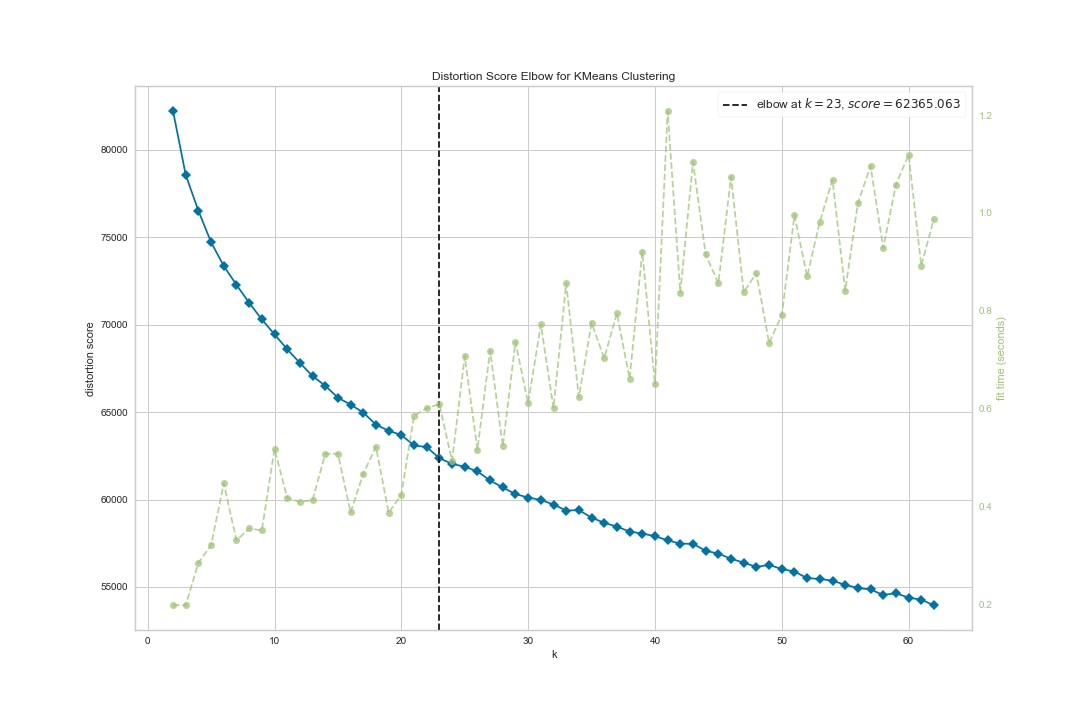 Distortion Score Elbow for KMeans Clustering
elbow at k = 23, score = 62365.063
distortion score
80000
75000
70000
65000
60000
55000
1.2
1.0
0.8
0.6
0.4
0.2
fit time (seconds)
0 10 20 30 40 50 60
k